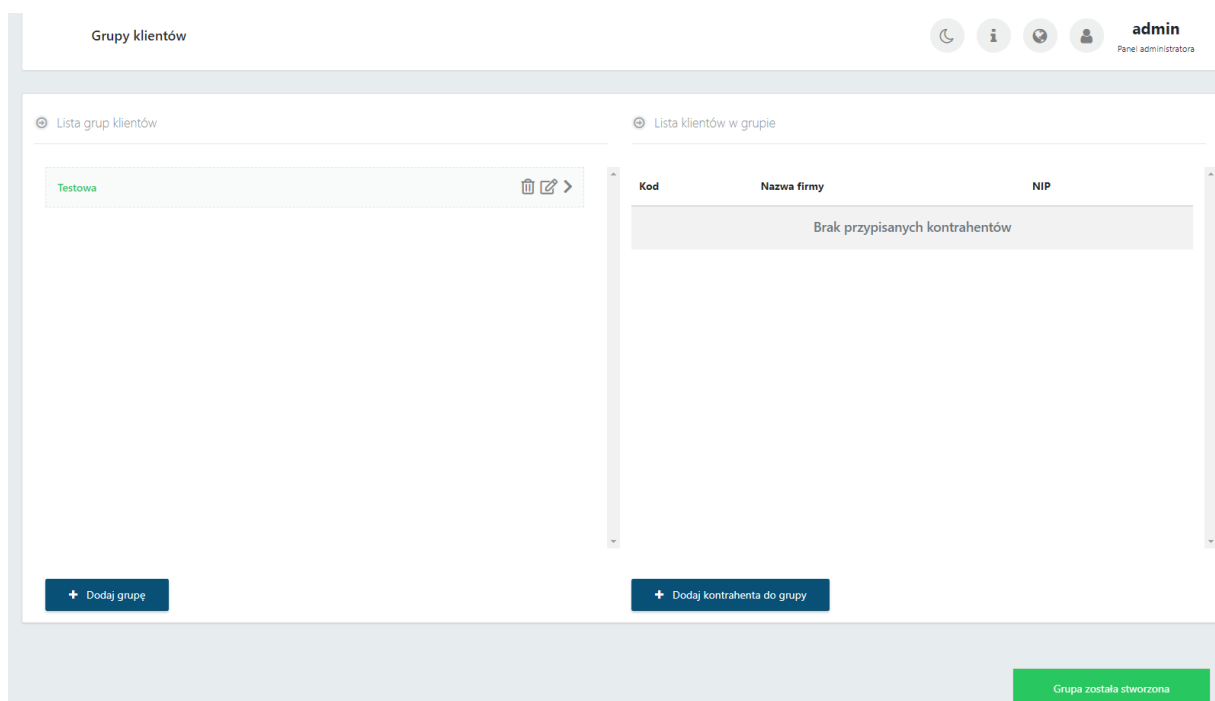 Grupy klientów
admin
Panel administratora
Lista grup klientów
Testowa
Dodaj grupę
Lista klientów w grupie
Kod Nazwa firmy NIP
Brak przypisanych kontrahentów
Dodaj kontrahenta do grupy
Grupa została stworzona